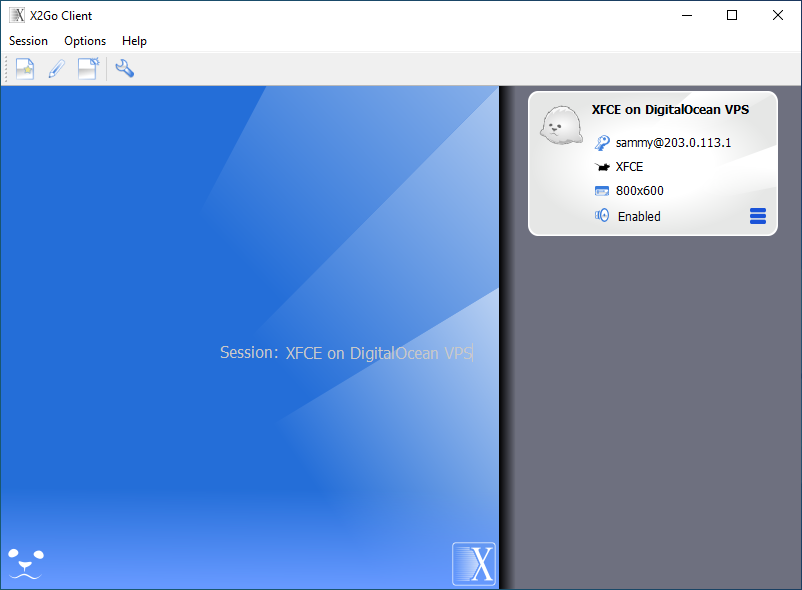 X2Go Client
Session Options Help
XFCE on DigitalOcean VPS
sammy@203.0.113.1
XFCE
800x600
Enabled
Session: XFCE on DigitalOcean VPS
X